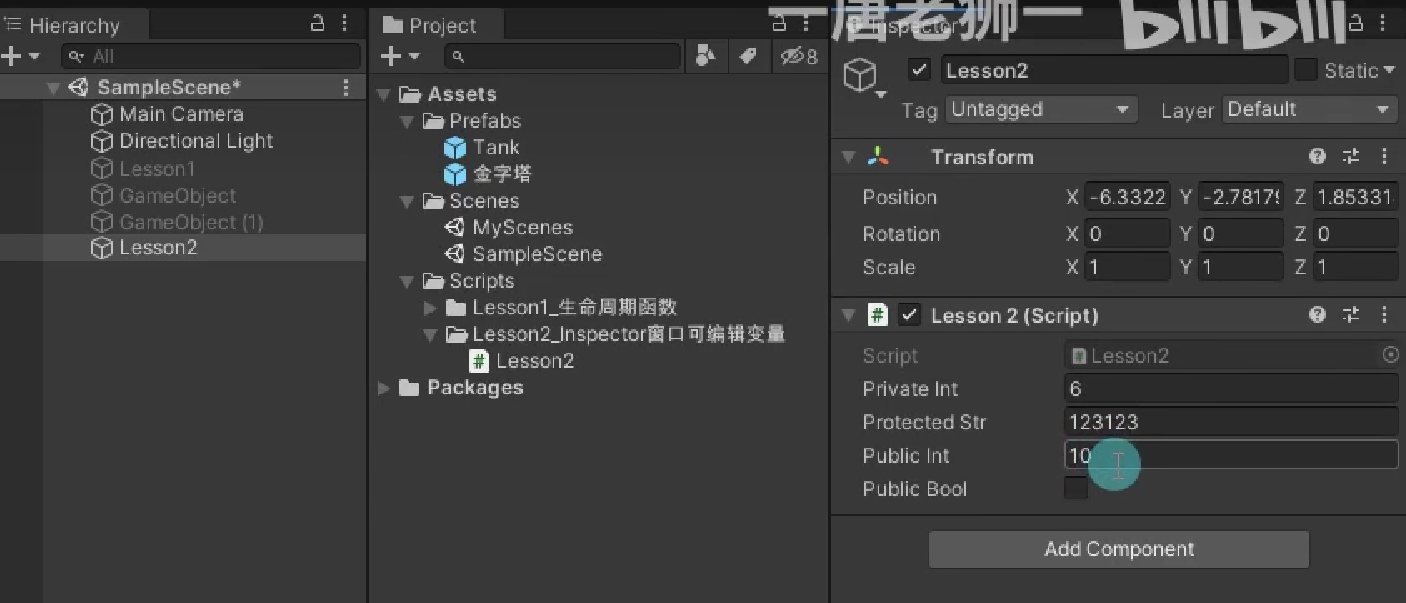 Hierarchy
All
SampleScene*
Main Camera
Directional Light
Lesson1
GameObject
GameObject (1)
Lesson2
Project
8
Assets
Prefabs
Tank
金字塔
Scenes
MyScenes
SampleScene
Scripts
Lesson1_生命周期函数
Lesson2_Inspector窗口可编辑变量
# Lesson2
Packages
一唐老狮一 bilibili
Inspector
Lesson2
Static
Tag Untagged Layer Default
Transform
Position X -6.3322 Y -2.7817 Z 1.85331
Rotation X 0 Y 0 Z 0
Scale X 1 Y 1 Z 1
# Lesson 2 (Script)
Script # Lesson2
Private Int 6
Protected Str 123123
Public Int 10
Public Bool
Add Component